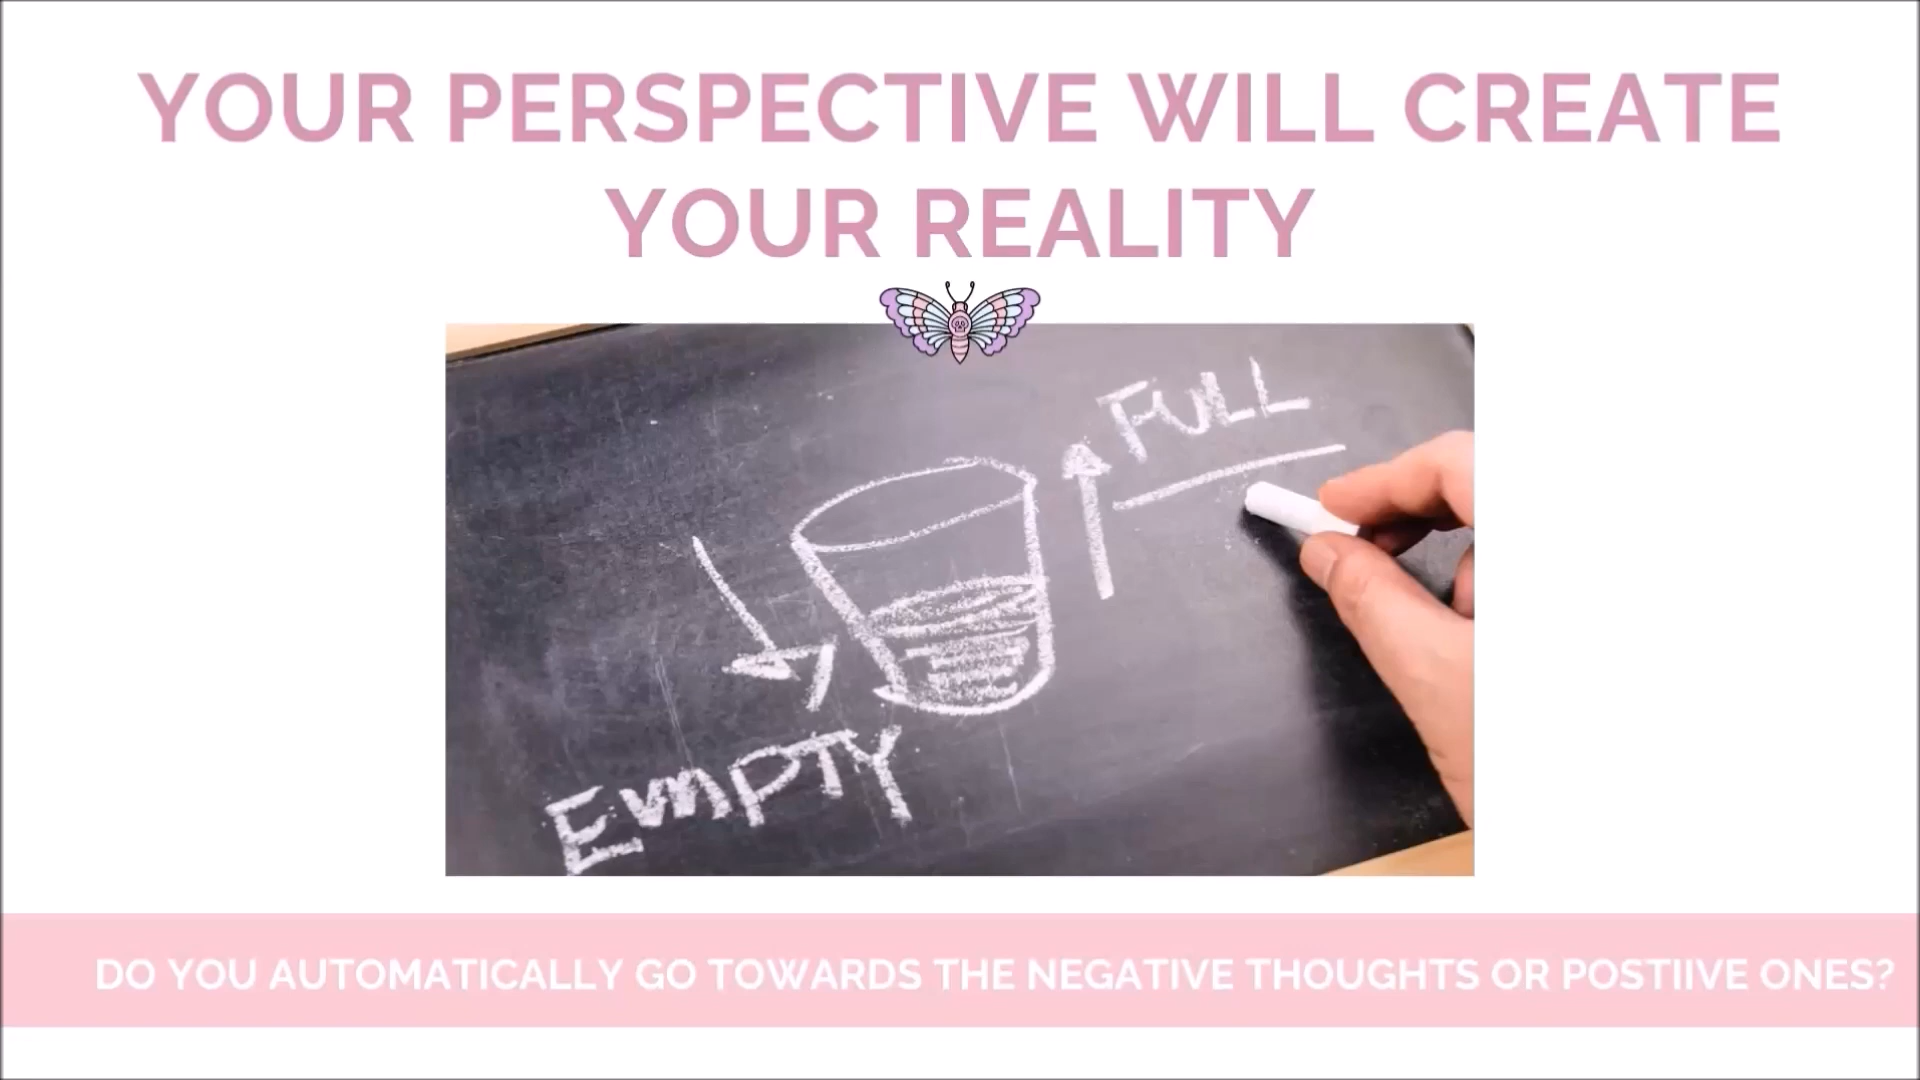 YOUR PERSPECTIVE WILL CREATE
YOUR REALITY
FULL
EMPTY
DO YOU AUTOMATICALLY GO TOWARDS THE NEGATIVE THOUGHTS OR POSTIIVE ONES?